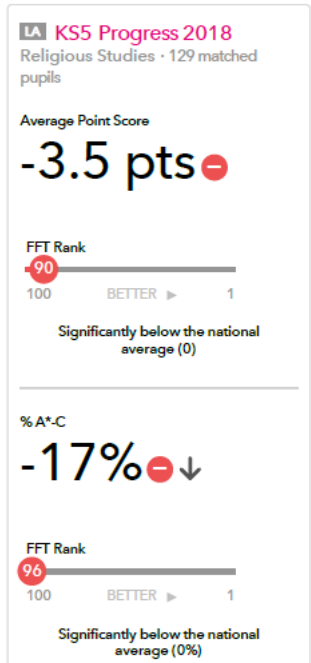 LA KS5 Progress 2018
Religious Studies · 129 matched
pupils
Average Point Score
-3.5 pts
FFT Rank
90
100 BETTER ▶ 1
Significantly below the national
average (0)
% A*-C
-17% ↓
FFT Rank
96
100 BETTER ▶ 1
Significantly below the national
average (0%)